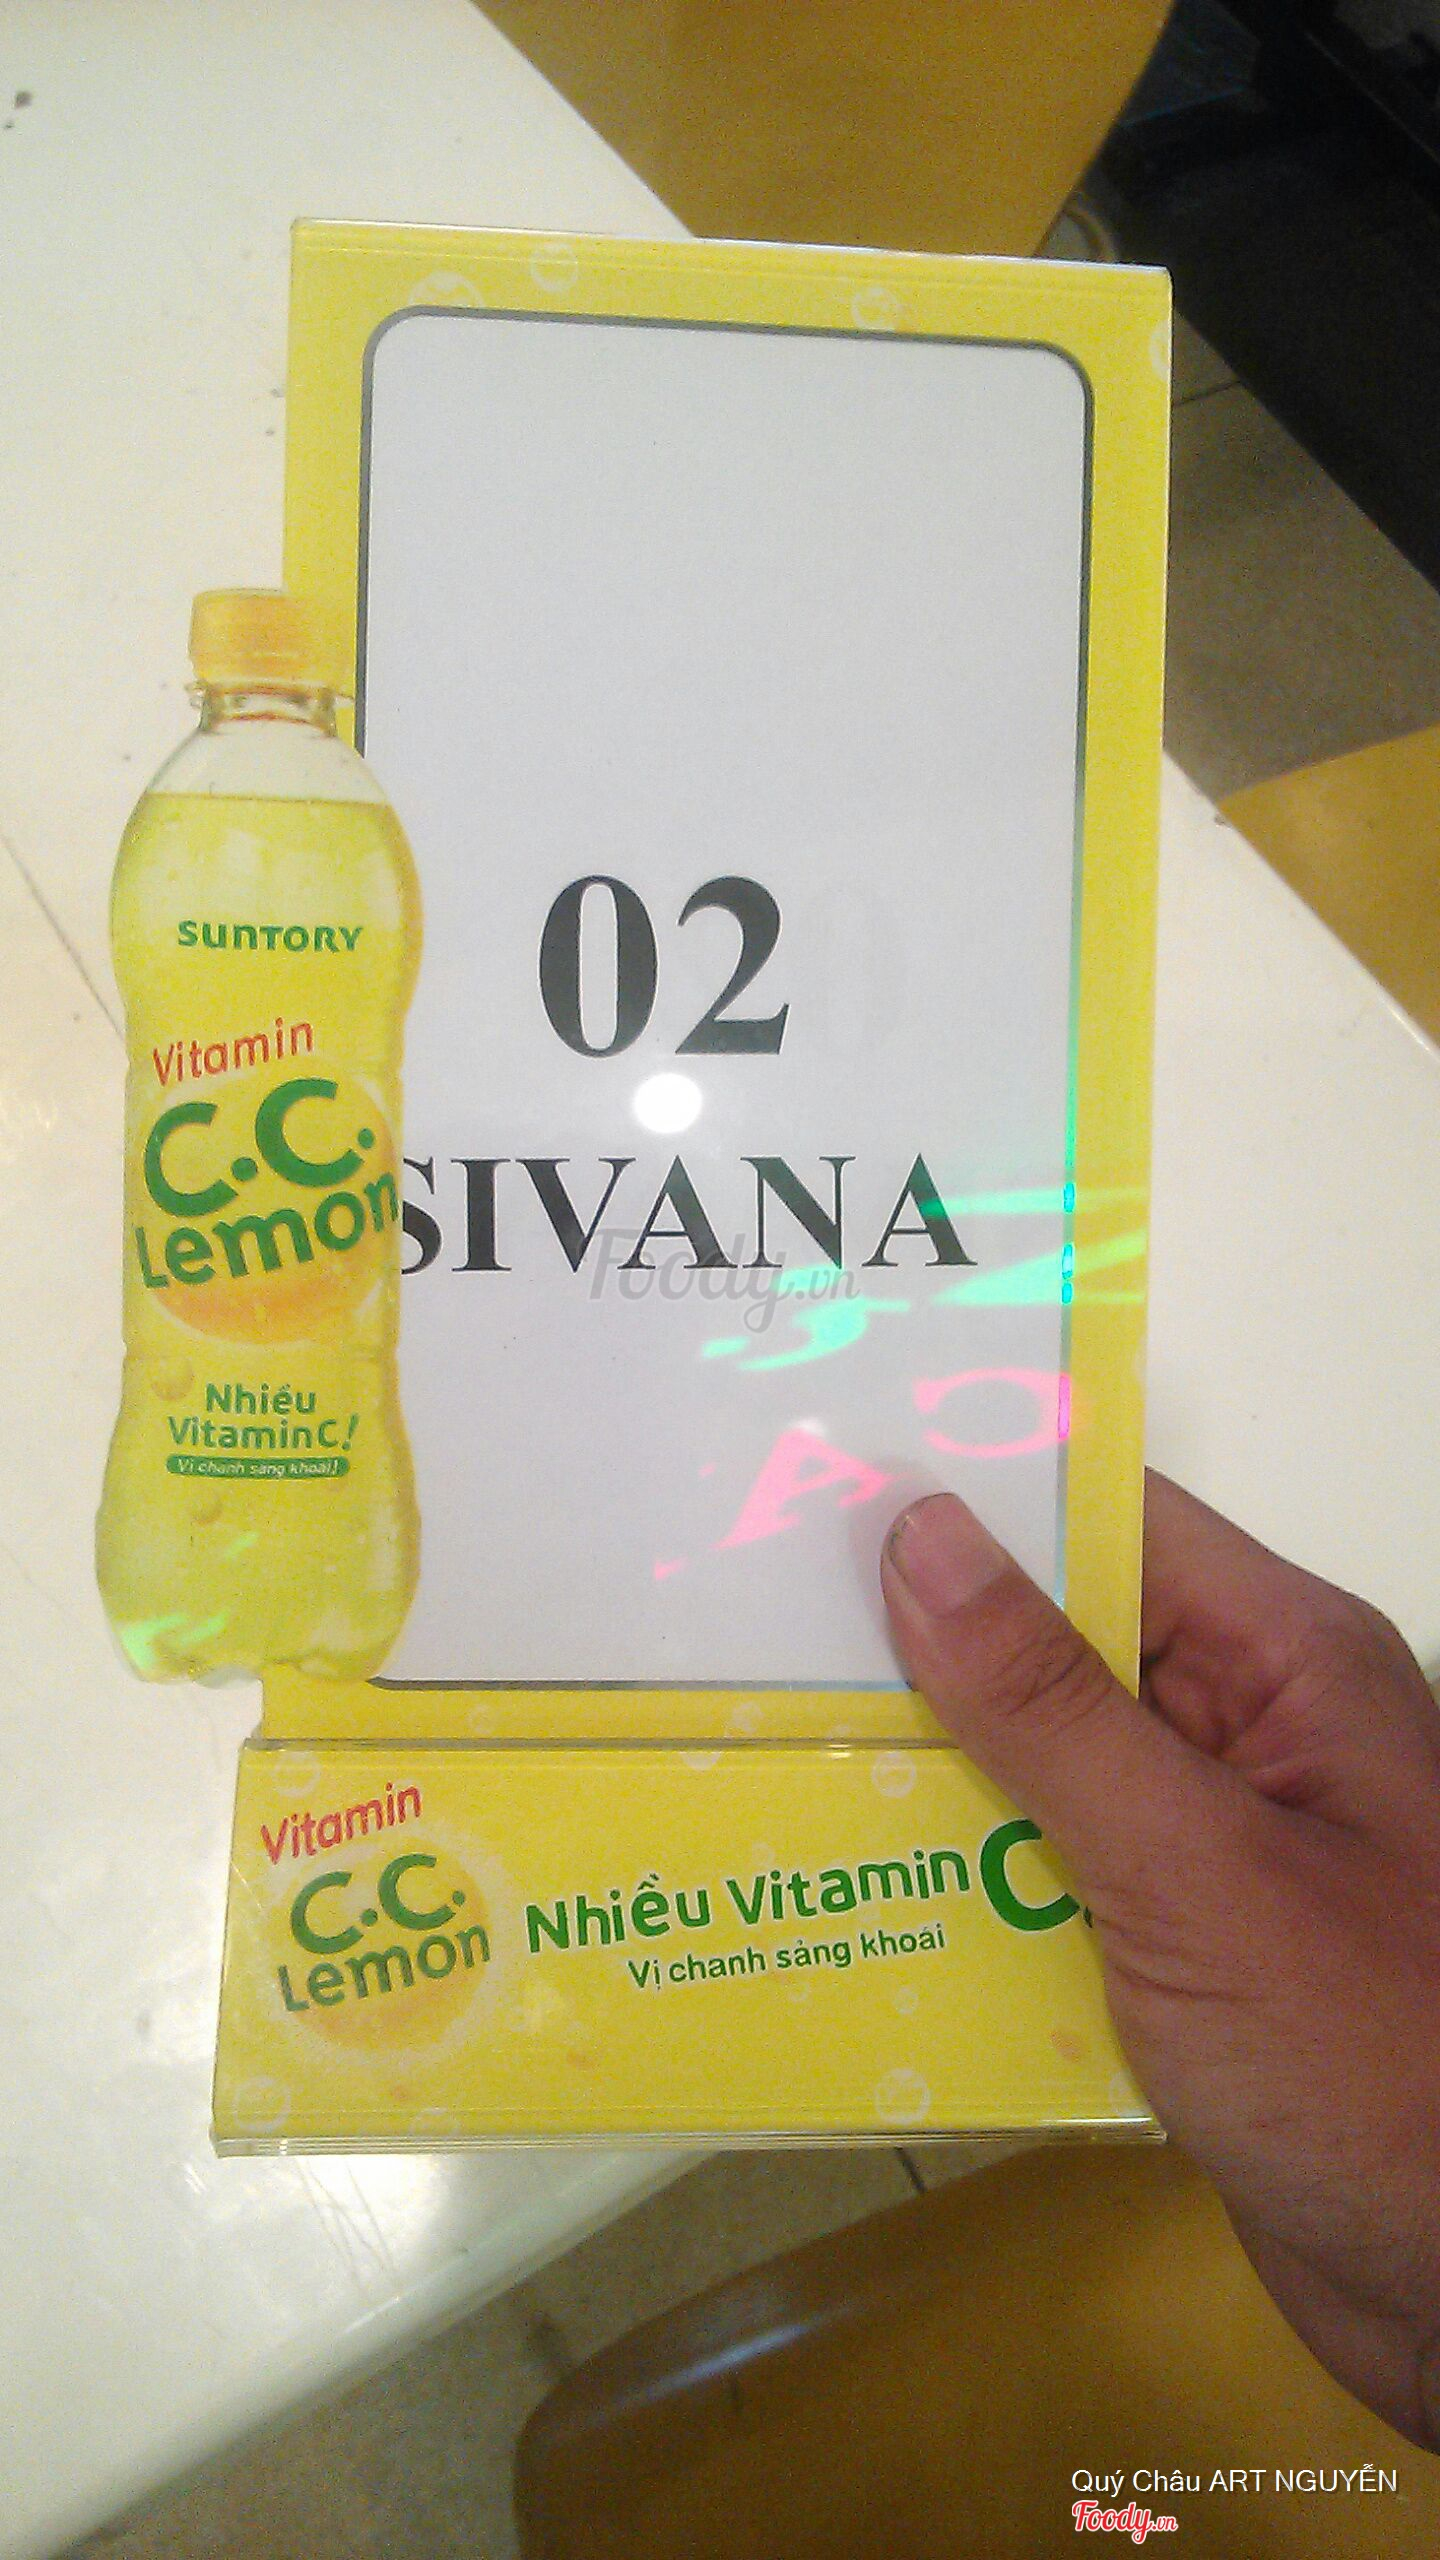 02
SIVANA
SUNTORY
Vitamin
C.C.
Lemon
Nhiều
Vitamin C!
Vị chanh sảng khoái!
Vitamin
C.C.
Lemon
Nhiều Vitamin C
Vị chanh sảng khoái
Foody.vn
Quý Châu ART NGUYỄN
Foody.vn